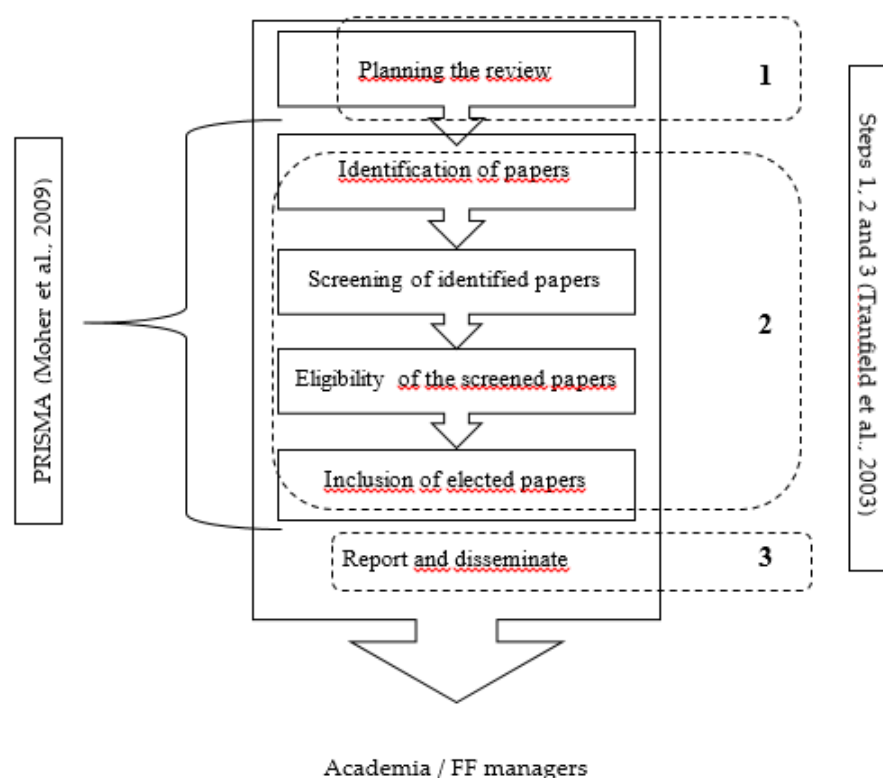 Planning the review
1
Identification of papers
Screening of identified papers
2
Eligibility of the screened papers
Inclusion of elected papers
Report and disseminate
3
PRISMA (Moher et al., 2009)
Steps 1, 2 and 3 (Tranfield et al., 2003)
Academia / FF managers